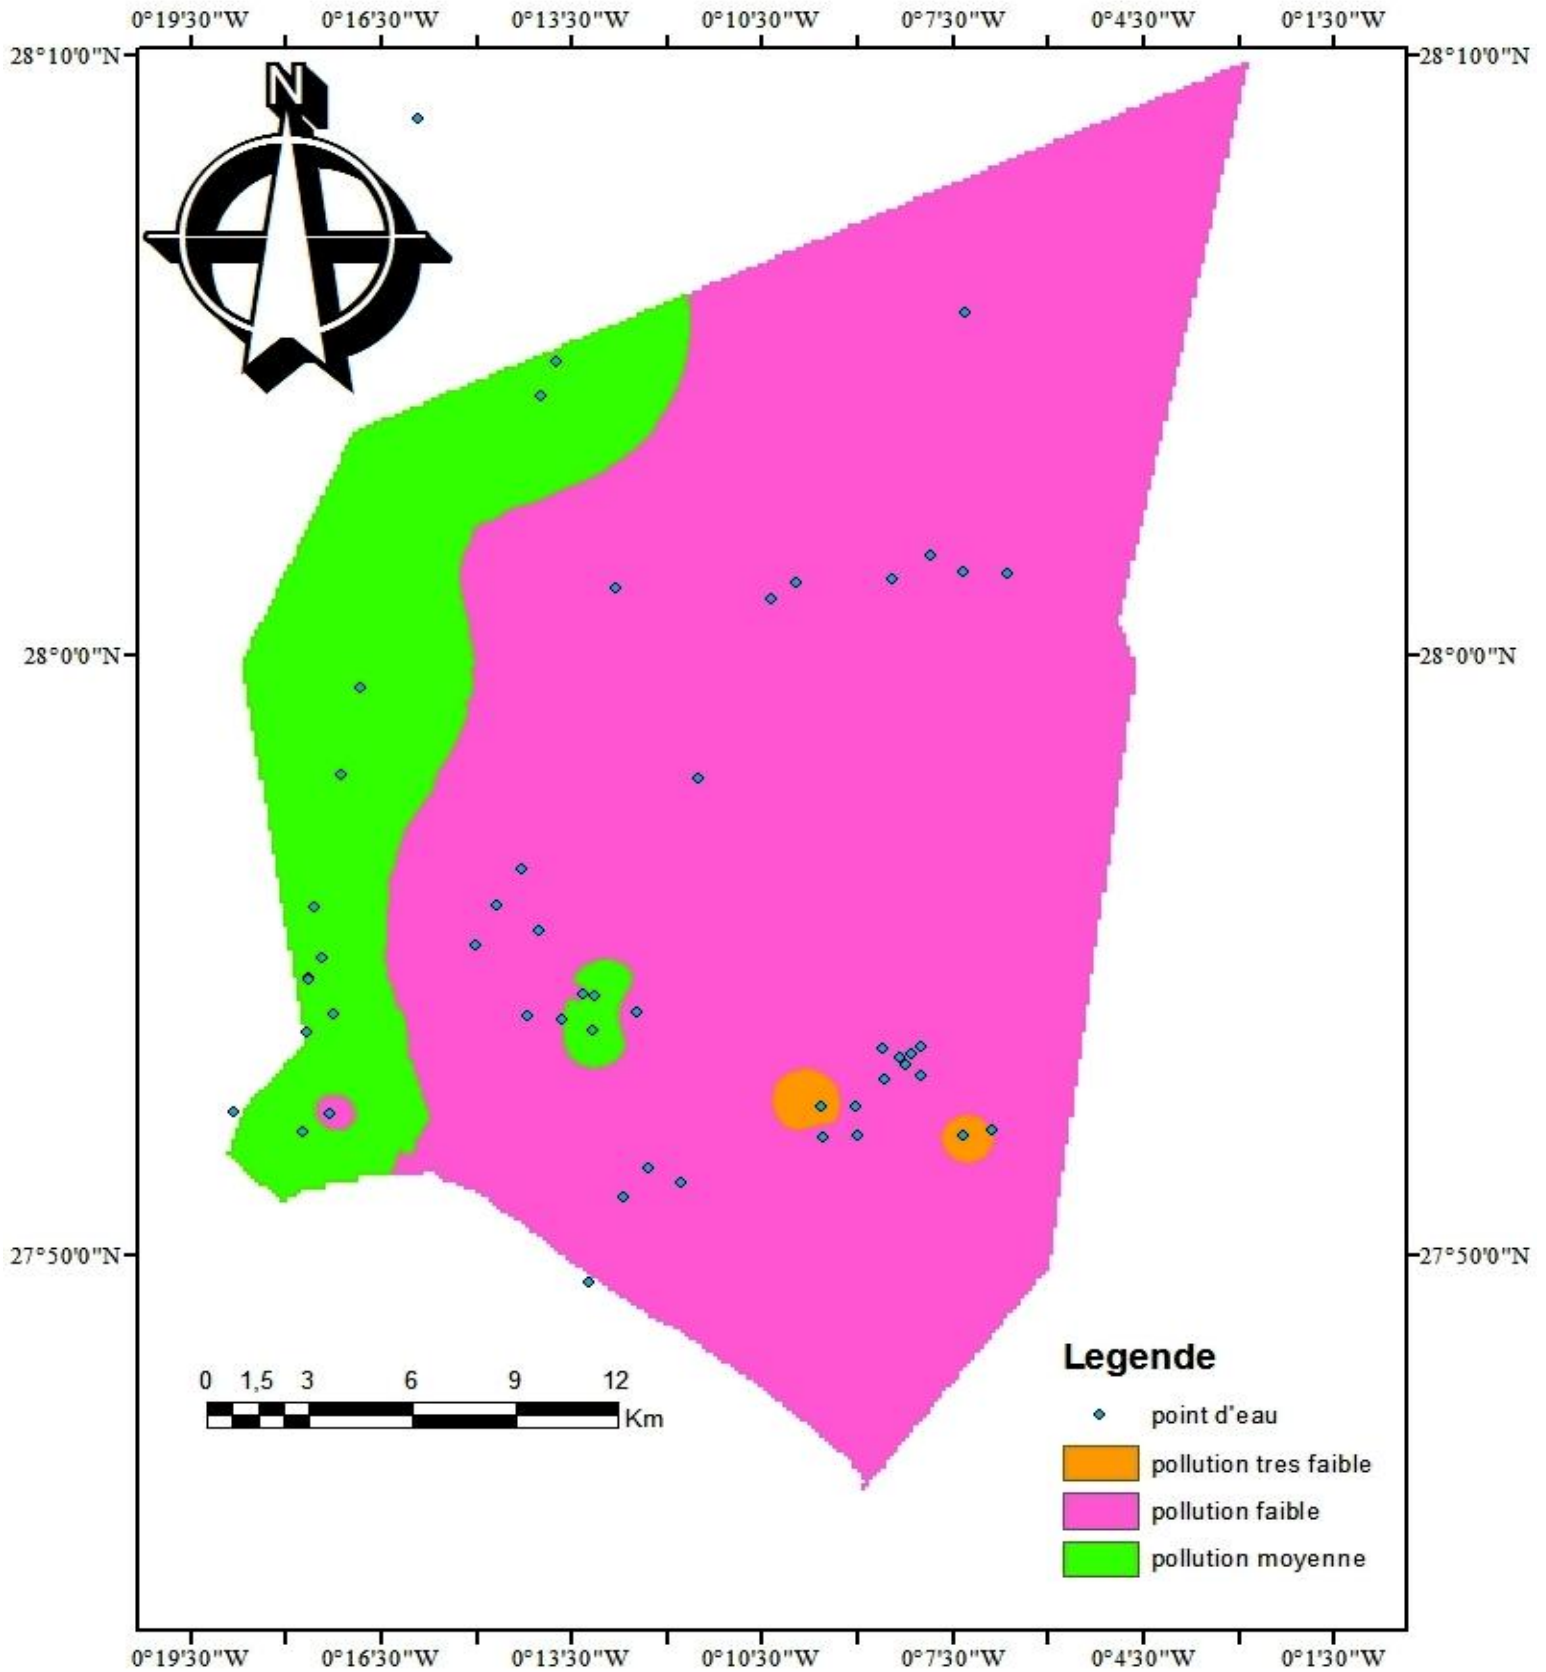 0°19'30"W 0°16'30"W 0°13'30"W 0°10'30"W 0°7'30"W 0°4'30"W 0°1'30"W
28°10'0"N 28°10'0"N
N
28°0'0"N 28°0'0"N
27°50'0"N 27°50'0"N
Legende
0 1,5 3 6 9 12
Km
point d'eau
pollution tres faible
pollution faible
pollution moyenne
0°19'30"W 0°16'30"W 0°13'30"W 0°10'30"W 0°7'30"W 0°4'30"W 0°1'30"W